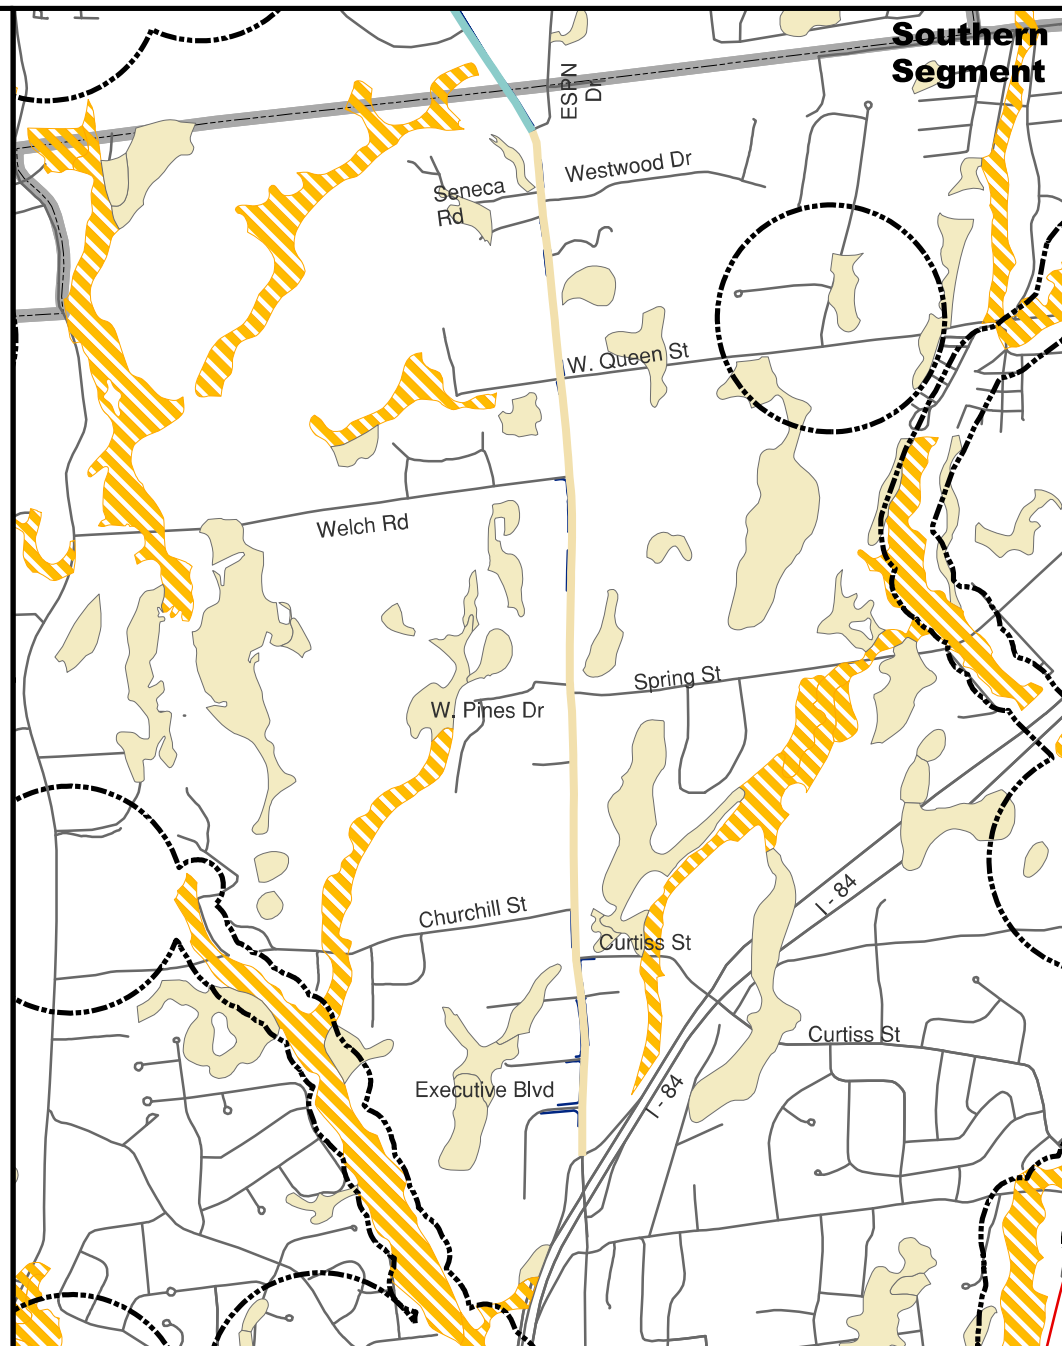 Southern
Segment
ESPN
Dr
Westwood Dr
Seneca
Rd
W. Queen St
Welch Rd
Spring St
W. Pines Dr
I - 84
Churchill St
Curtiss St
Curtiss St
Executive Blvd
I - 84